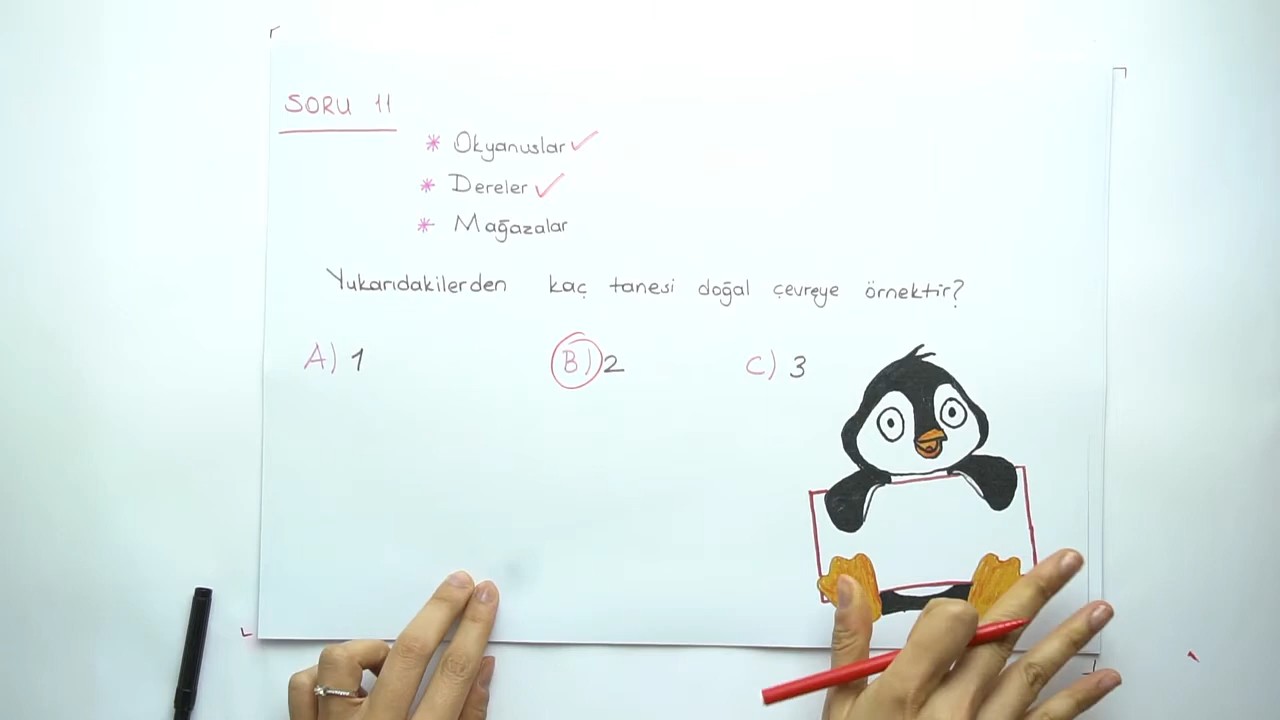 SORU 11
* Okyanuslar ✓
* Dereler ✓
* Mağazalar
Yukarıdakilerden kaç tanesi doğal çevreye örnektir?
A) 1 B) 2 C) 3